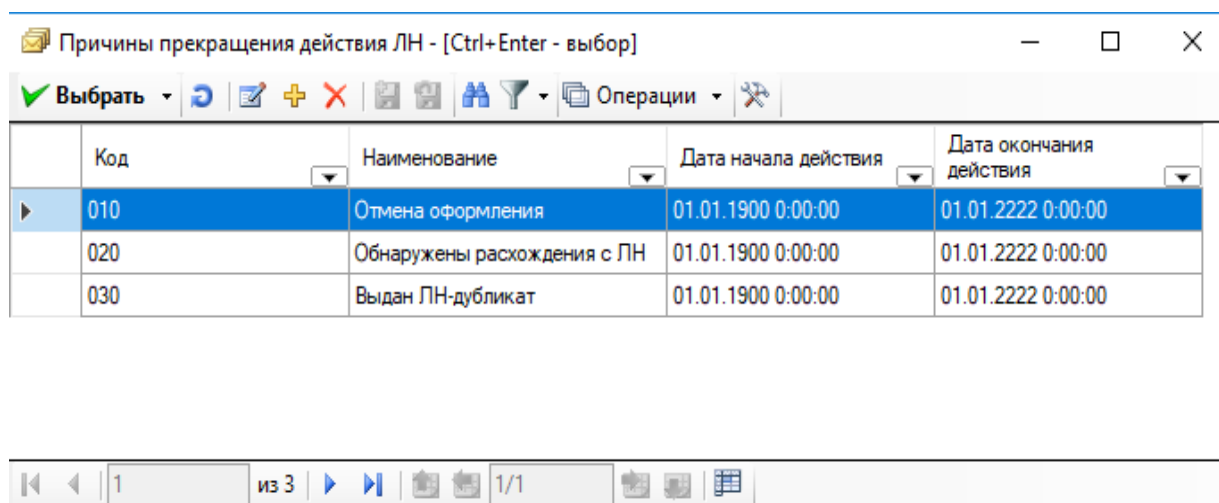 Причины прекращения действия ЛН - [Ctrl+Enter - выбор]
Выбрать Операции
Код Наименование Дата начала действия Дата окончания действия
010 Отмена оформления 01.01.1900 0:00:00 01.01.2222 0:00:00
020 Обнаружены расхождения с ЛН 01.01.1900 0:00:00 01.01.2222 0:00:00
030 Выдан ЛН-дубликат 01.01.1900 0:00:00 01.01.2222 0:00:00
1 из 3 1/1